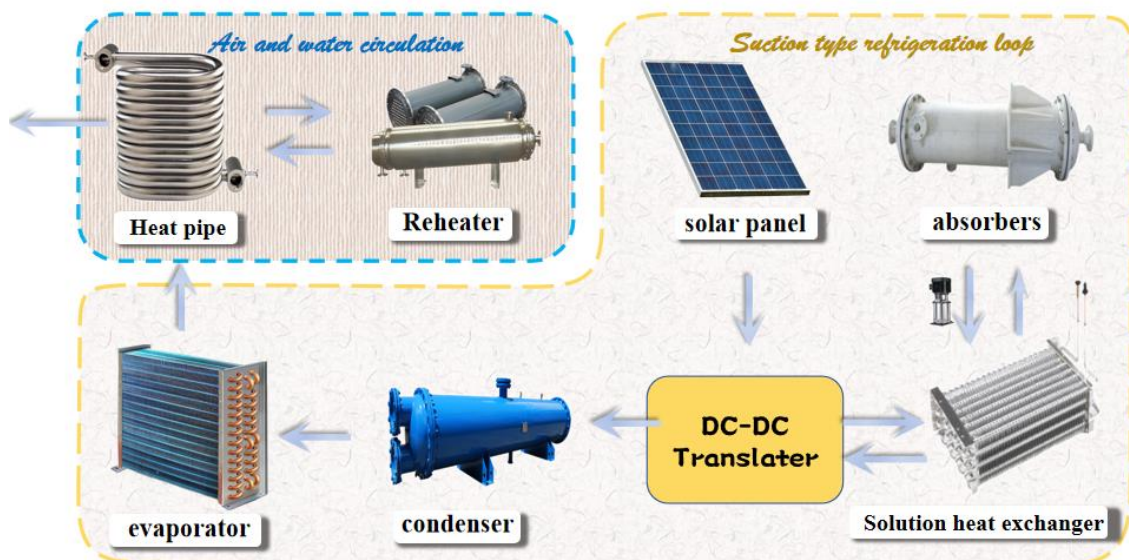 Air and water circulation
Suction type refrigeration loop
Heat pipe
Reheater
solar panel
absorbers
DC-DC
Translater
evaporator
condenser
Solution heat exchanger